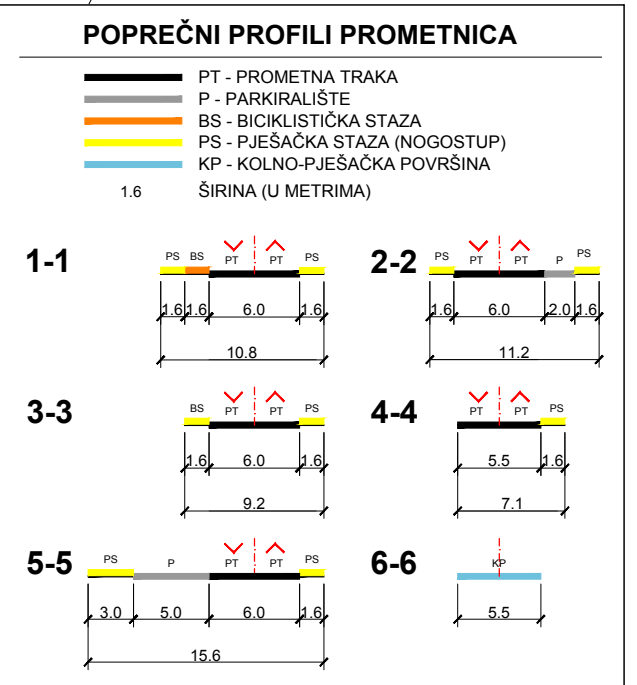 POPREČNI PROFILI PROMETNICA
PT - PROMETNA TRAKA
P - PARKIRALIŠTE
BS - BICIKLISTIČKA STAZA
PS - PJEŠAČKA STAZA (NOGOSTUP)
KP - KOLNO-PJEŠAČKA POVRŠINA
1.6 ŠIRINA (U METRIMA)
1-1
PS BS PT PT PS
1.6 1.6 6.0 1.6
10.8
2-2
PS PT PT P PS
1.6 6.0 2.0 1.6
11.2
3-3
BS PT PT PS
1.6 6.0 1.6
9.2
4-4
PT PT PS
5.5 1.6
7.1
5-5
PS P PT PT PS
3.0 5.0 6.0 1.6
15.6
6-6
KP
5.5